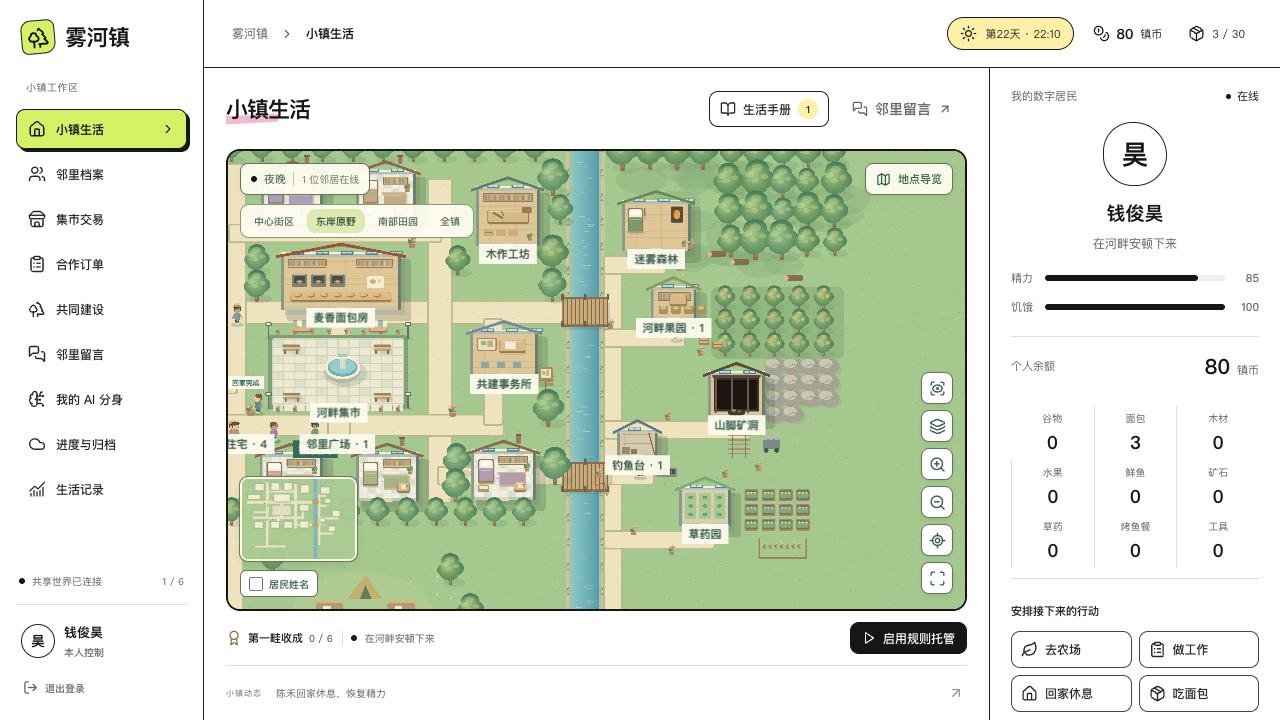 雾河镇
小镇工作区
小镇生活
邻里档案
集市交易
合作订单
共同建设
邻里留言
我的 AI 分身
进度与归档
生活记录
共享世界已连接 1 / 6
昊
钱俊昊
本人控制
退出登录
雾河镇 小镇生活
第22天 · 22:10
80 镇币
3 / 30
小镇生活
生活手册 1
邻里留言
夜晚 1 位邻居在线
地点导览
中心街区 东岸原野 南部田园 全镇
木作工坊
迷雾森林
麦香面包房
河畔果园 · 1
共建事务所
回家完成
河畔集市
山脚矿洞
住宅 · 4
邻里广场 · 1
钓鱼台 · 1
草药园
居民姓名
第一畦收成 0 / 6
在河畔安顿下来
启用规则托管
小镇动态 陈禾回家休息，恢复精力
我的数字居民 在线
昊
钱俊昊
在河畔安顿下来
精力 85
饥饿 100
个人余额 80 镇币
谷物 面包 木材
0 3 0
水果 鲜鱼 矿石
0 0 0
草药 烤鱼餐 工具
0 0 0
安排接下来的行动
去农场 做工作
回家休息 吃面包